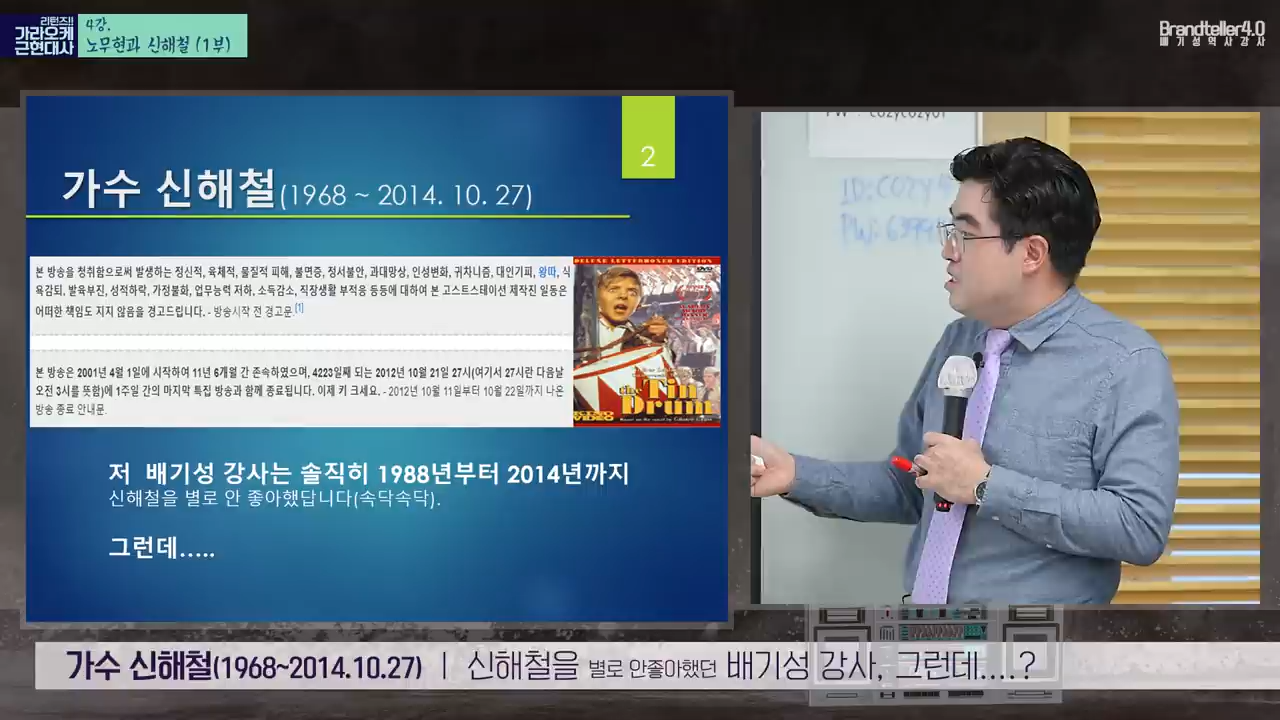 리턴즈!!
가라오케
근현대사
4강.
노무현과 신해철 (1부)
Brandteller4.0
배기성역사강사
2
가수 신해철(1968 ~ 2014. 10. 27)
본 방송을 청취함으로써 발생하는 정신적, 육체적, 물질적 피해, 불면증, 정서불안, 과대망상, 인성변화, 귀차니즘, 대인기피, 왕따, 식
욕감퇴, 발육부진, 성적하락, 가정불화, 업무능력 저하, 소득감소, 직장생활 부적응 등등에 대하여 본 고스트스테이션 제작진 일동은
어떠한 책임도 지지 않음을 경고드립니다. - 방송시작 전 경고문 [1]
본 방송은 2001년 4월 1일에 시작하여 11년 6개월 간 존속하였으며, 4223일째 되는 2012년 10월 21일 27시(여기서 27시란 다음날
오전 3시를 뜻함)에 1주일 간의 마지막 특집 방송과 함께 종료됩니다. 이제 키 크세요. - 2012년 10월 11일부터 10월 22일까지 나온
방송 종료 안내문.
DELUXE LETTERBOXED EDITION
DVD
the
Tin
Drum
KINO VIDEO
저 배기성 강사는 솔직히 1988년부터 2014년까지
신해철을 별로 안 좋아했답니다(속닥속닥).
그런데.....
ID:COZY
PW:
가수 신해철(1968~2014.10.27) ㅣ 신해철을 별로 안좋아했던 배기성 강사, 그런데....?